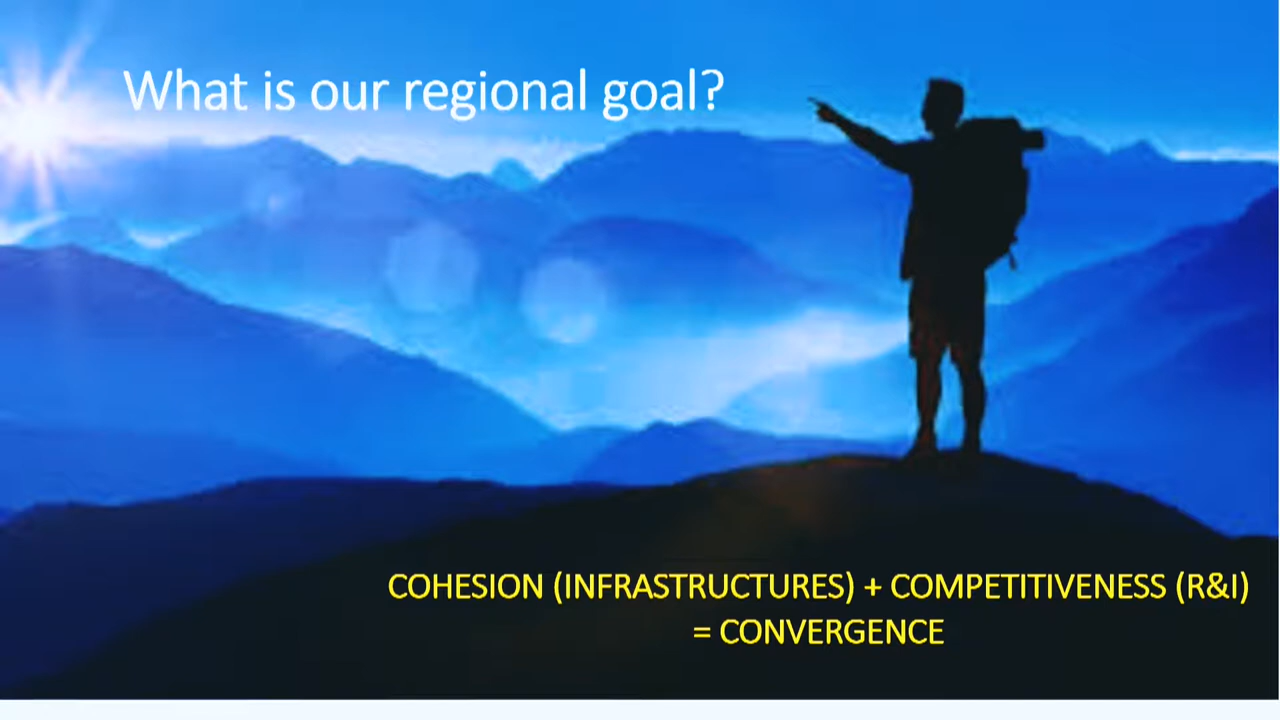 What is our regional goal?
COHESION (INFRASTRUCTURES) + COMPETITIVENESS (R&I)
= CONVERGENCE